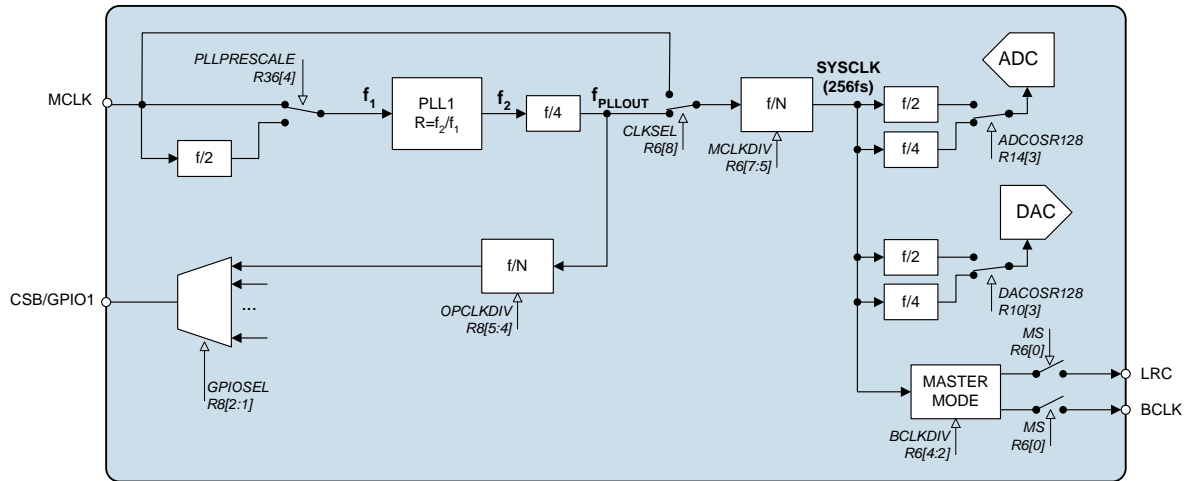 PLLPRESCALE
R36[4]
MCLK
f/2
f1
PLL1
R=f2/f1
f2
f/4
fPLLOUT
CLKSEL
R6[8]
f/N
MCLKDIV
R6[7:5]
SYSCLK
(256fs)
f/2
f/4
ADC
ADCOSR128
R14[3]
DAC
f/2
f/4
DACOSR128
R10[3]
f/N
OPCLKDIV
R8[5:4]
CSB/GPIO1
...
GPIOSEL
R8[2:1]
MASTER
MODE
BCLKDIV
R6[4:2]
MS
R6[0]
LRC
BCLK
MS
R6[0]